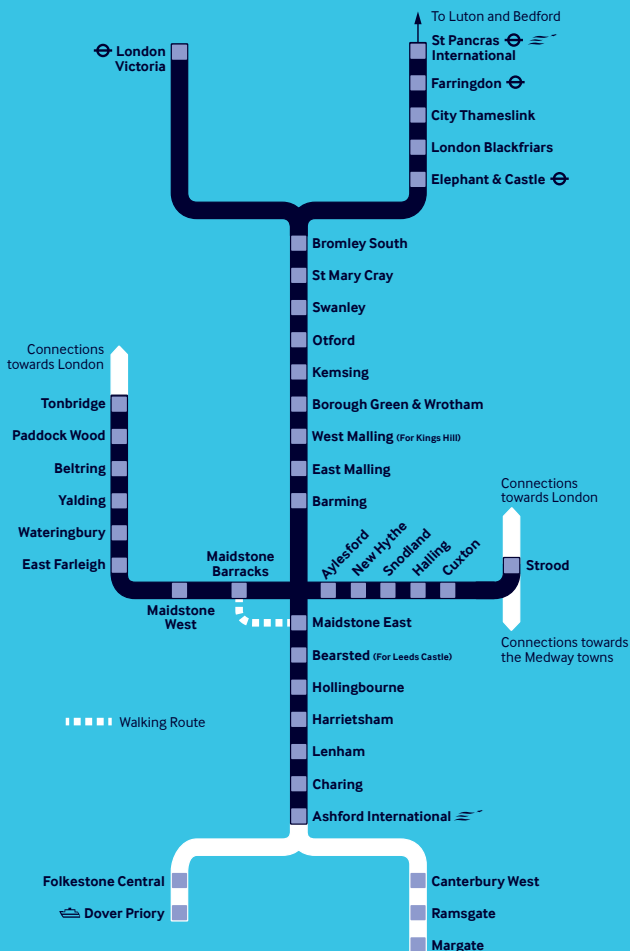 To Luton and Bedford
London
Victoria
St Pancras
International
Farringdon
City Thameslink
London Blackfriars
Elephant & Castle
Bromley South
St Mary Cray
Swanley
Otford
Kemsing
Borough Green & Wrotham
West Malling (For Kings Hill)
East Malling
Barming
Connections
towards London
Tonbridge
Paddock Wood
Beltring
Yalding
Wateringbury
East Farleigh
Maidstone
West
Maidstone
Barracks
Aylesford
New Hythe
Snodland
Halling
Cuxton
Connections
towards London
Strood
Connections towards
the Medway towns
Maidstone East
Bearsted (For Leeds Castle)
Hollingbourne
Harrietsham
Lenham
Charing
Ashford International
Walking Route
Folkestone Central
Dover Priory
Canterbury West
Ramsgate
Margate